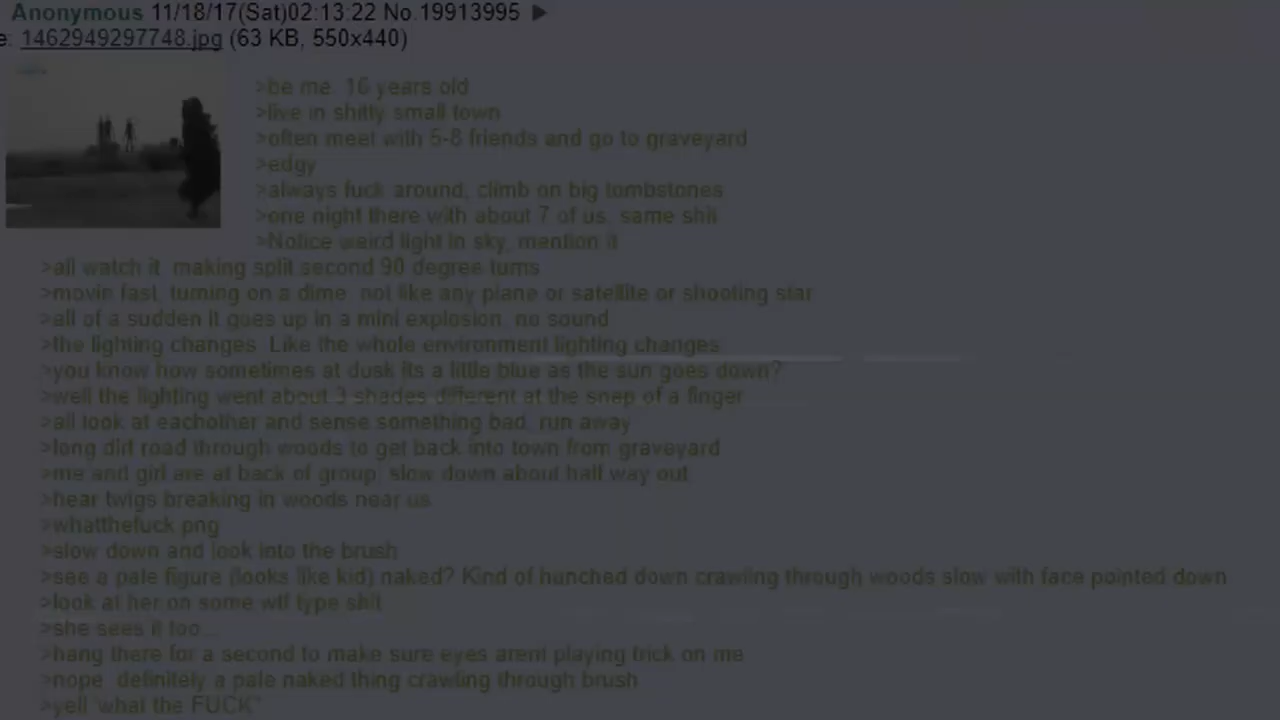 Anonymous 11/18/17(Sat)02:13:22 No.19913995 ▶
e: 1462949297748.jpg (63 KB, 550x440)
>be me, 16 years old
>live in shitty small town
>often meet with 5-8 friends and go to graveyard
>edgy
>always fuck around, climb on big tombstones
>one night there with about 7 of us, same shit
>Notice weird light in sky, mention it
>all watch it, making split second 90 degree turns
>movin fast, turning on a dime, not like any plane or satellite or shooting star
>all of a sudden it goes up in a mini explosion, no sound
>the lighting changes. Like the whole environment lighting changes
>you know how sometimes at dusk its a little blue as the sun goes down?
>well the lighting went about 3 shades different at the snap of a finger
>all look at eachother and sense something bad, run away
>long dirt road through woods to get back into town from graveyard
>me and girl are at back of group, slow down about half way out
>hear twigs breaking in woods near us
>whatthefuck.png
>slow down and look into the brush
>see a pale figure (looks like kid) naked? Kind of hunched down crawling through woods slow with face pointed down
>look at her on some wtf type shit
>she sees it too...
>hang there for a second to make sure eyes arent playing trick on me
>nope, definitely a pale naked thing crawling through brush
>yell "what the FUCK"